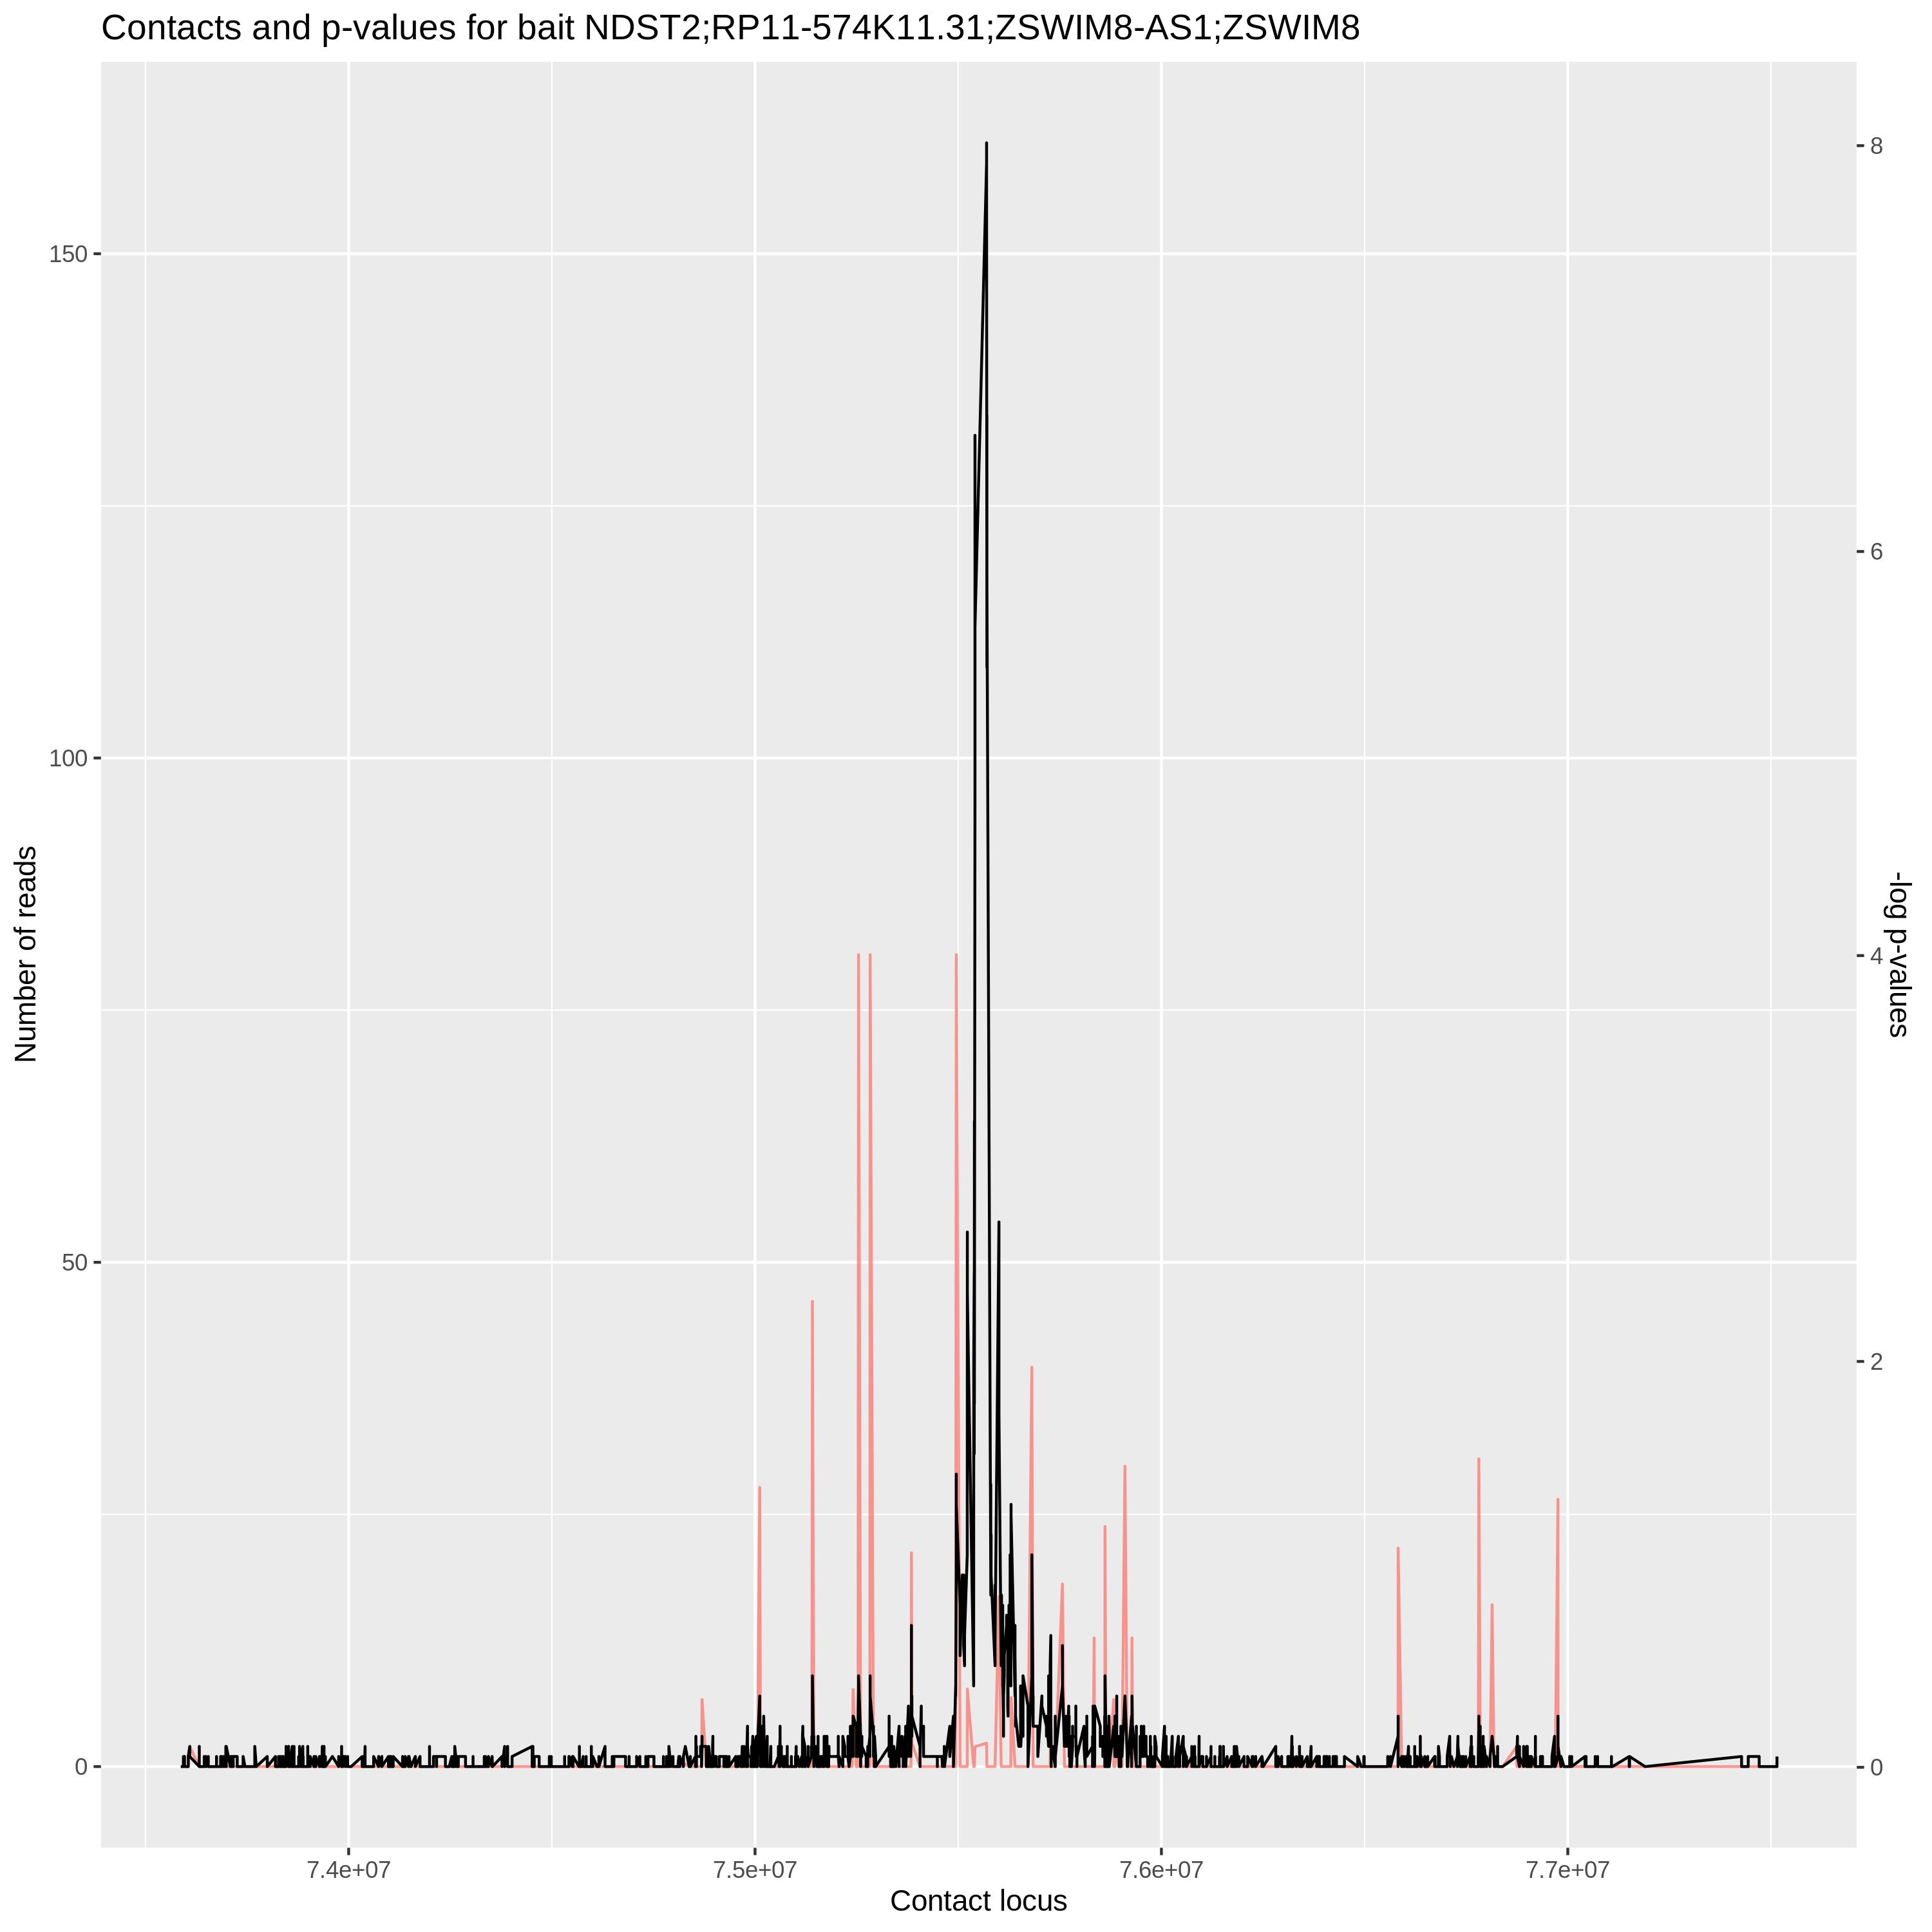 Contacts and p-values for bait NDST2;RP11-574K11.31;ZSWIM8-AS1;ZSWIM8
150
100
50
0
Number of reads
8
6
4
2
0
-log p-values
7.4e+07 7.5e+07 7.6e+07 7.7e+07
Contact locus